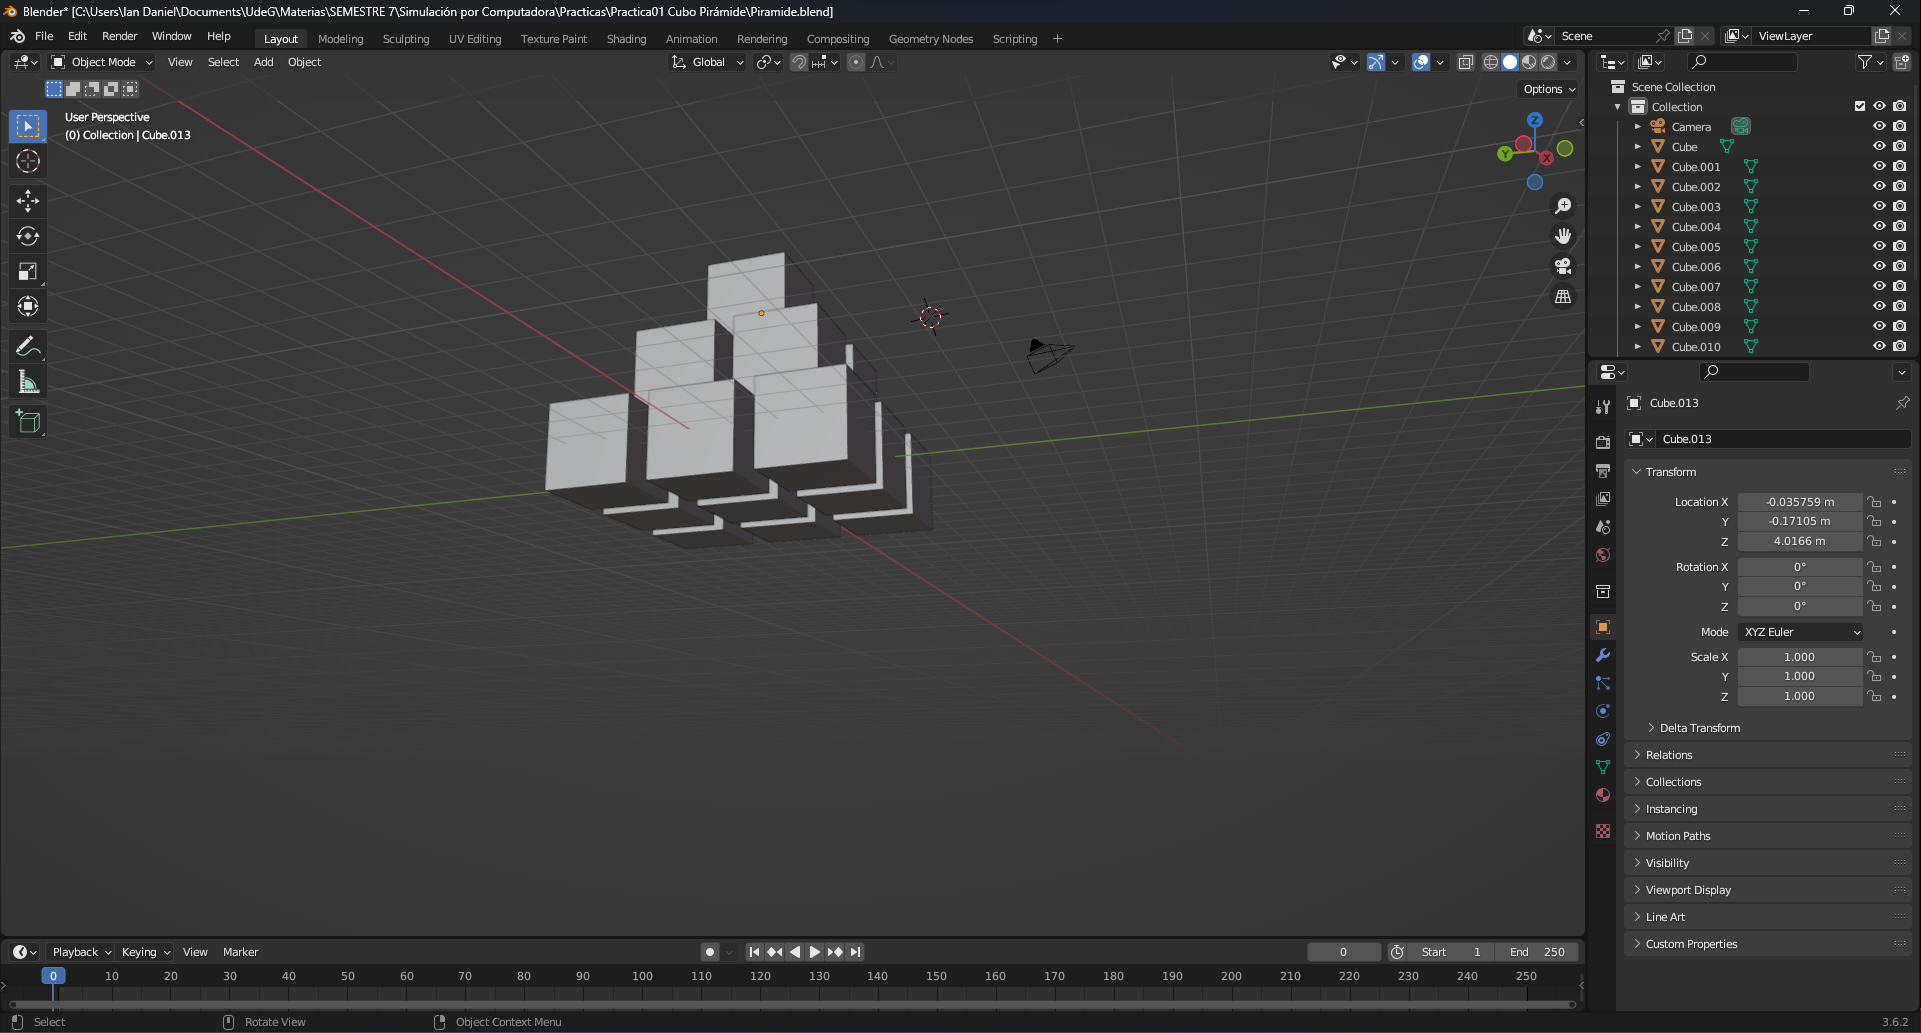 Blender* [C:\Users\Ian Daniel\Documents\UdeG\Materias\SEMESTRE 7\Simulación por Computadora\Practicas\Practica01 Cubo Pirámide\Piramide.blend]
File Edit Render Window Help Layout Modeling Sculpting UV Editing Texture Paint Shading Animation Rendering Compositing Geometry Nodes Scripting + Scene ViewLayer
Object Mode View Select Add Object Global
Options
User Perspective
(0) Collection | Cube.013
Z
Y
X
Scene Collection
Collection
Camera
Cube
Cube.001
Cube.002
Cube.003
Cube.004
Cube.005
Cube.006
Cube.007
Cube.008
Cube.009
Cube.010
Cube.013
Cube.013
Transform
Location X -0.035759 m
Y -0.17105 m
Z 4.0166 m
Rotation X 0°
Y 0°
Z 0°
Mode XYZ Euler
Scale X 1.000
Y 1.000
Z 1.000
Delta Transform
Relations
Collections
Instancing
Motion Paths
Visibility
Viewport Display
Line Art
Custom Properties
Playback Keying View Marker 0 Start 1 End 250
0 10 20 30 40 50 60 70 80 90 100 110 120 130 140 150 160 170 180 190 200 210 220 230 240 250
Select Rotate View Object Context Menu 3.6.2